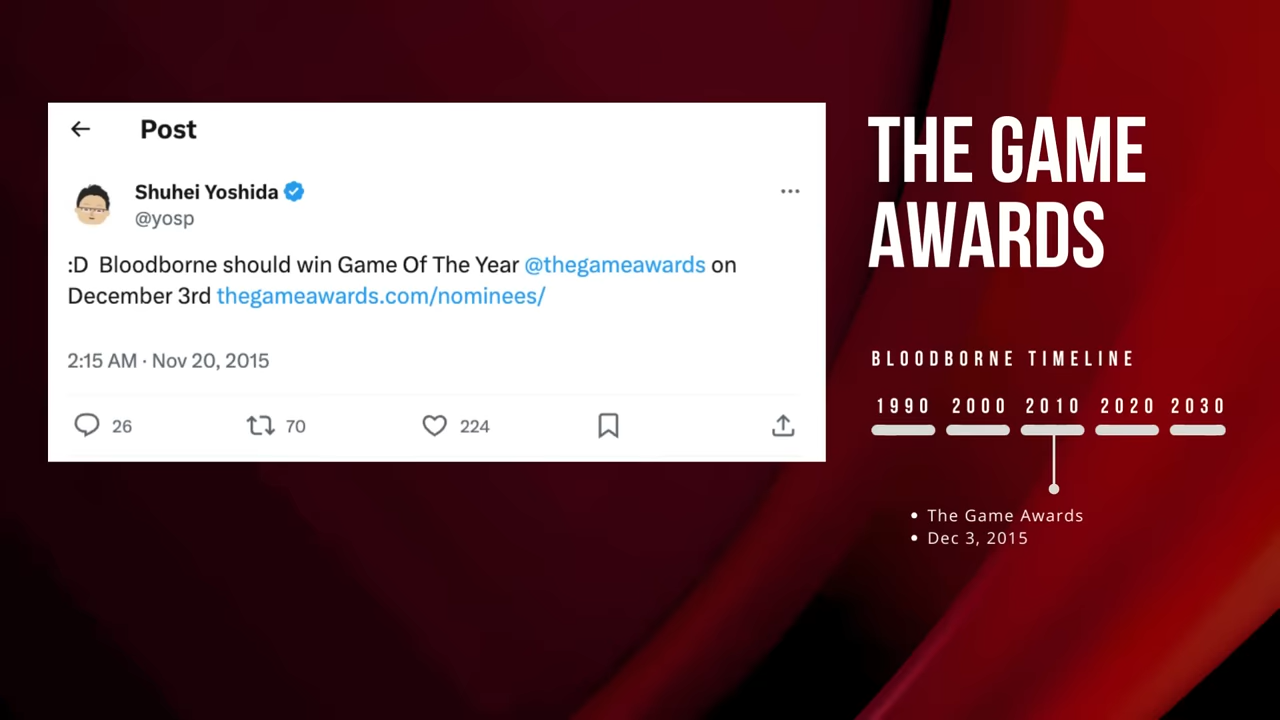 Post
Shuhei Yoshida
@yosp
:D  Bloodborne should win Game Of The Year @thegameawards on
December 3rd thegameawards.com/nominees/
2:15 AM · Nov 20, 2015
26 70 224
THE GAME
AWARDS
BLOODBORNE TIMELINE
1990 2000 2010 2020 2030
• The Game Awards
• Dec 3, 2015